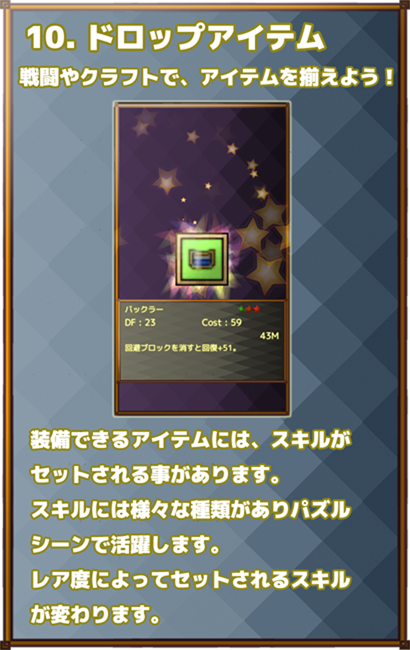 10. ドロップアイテム
戦闘やクラフトで、アイテムを揃えよう！
バックラー
DF : 23 Cost : 59
43M
回避ブロックを消すと回復+51。
装備できるアイテムには、スキルが
セットされる事があります。
スキルには様々な種類がありパズル
シーンで活躍します。
レア度によってセットされるスキル
が変わります。